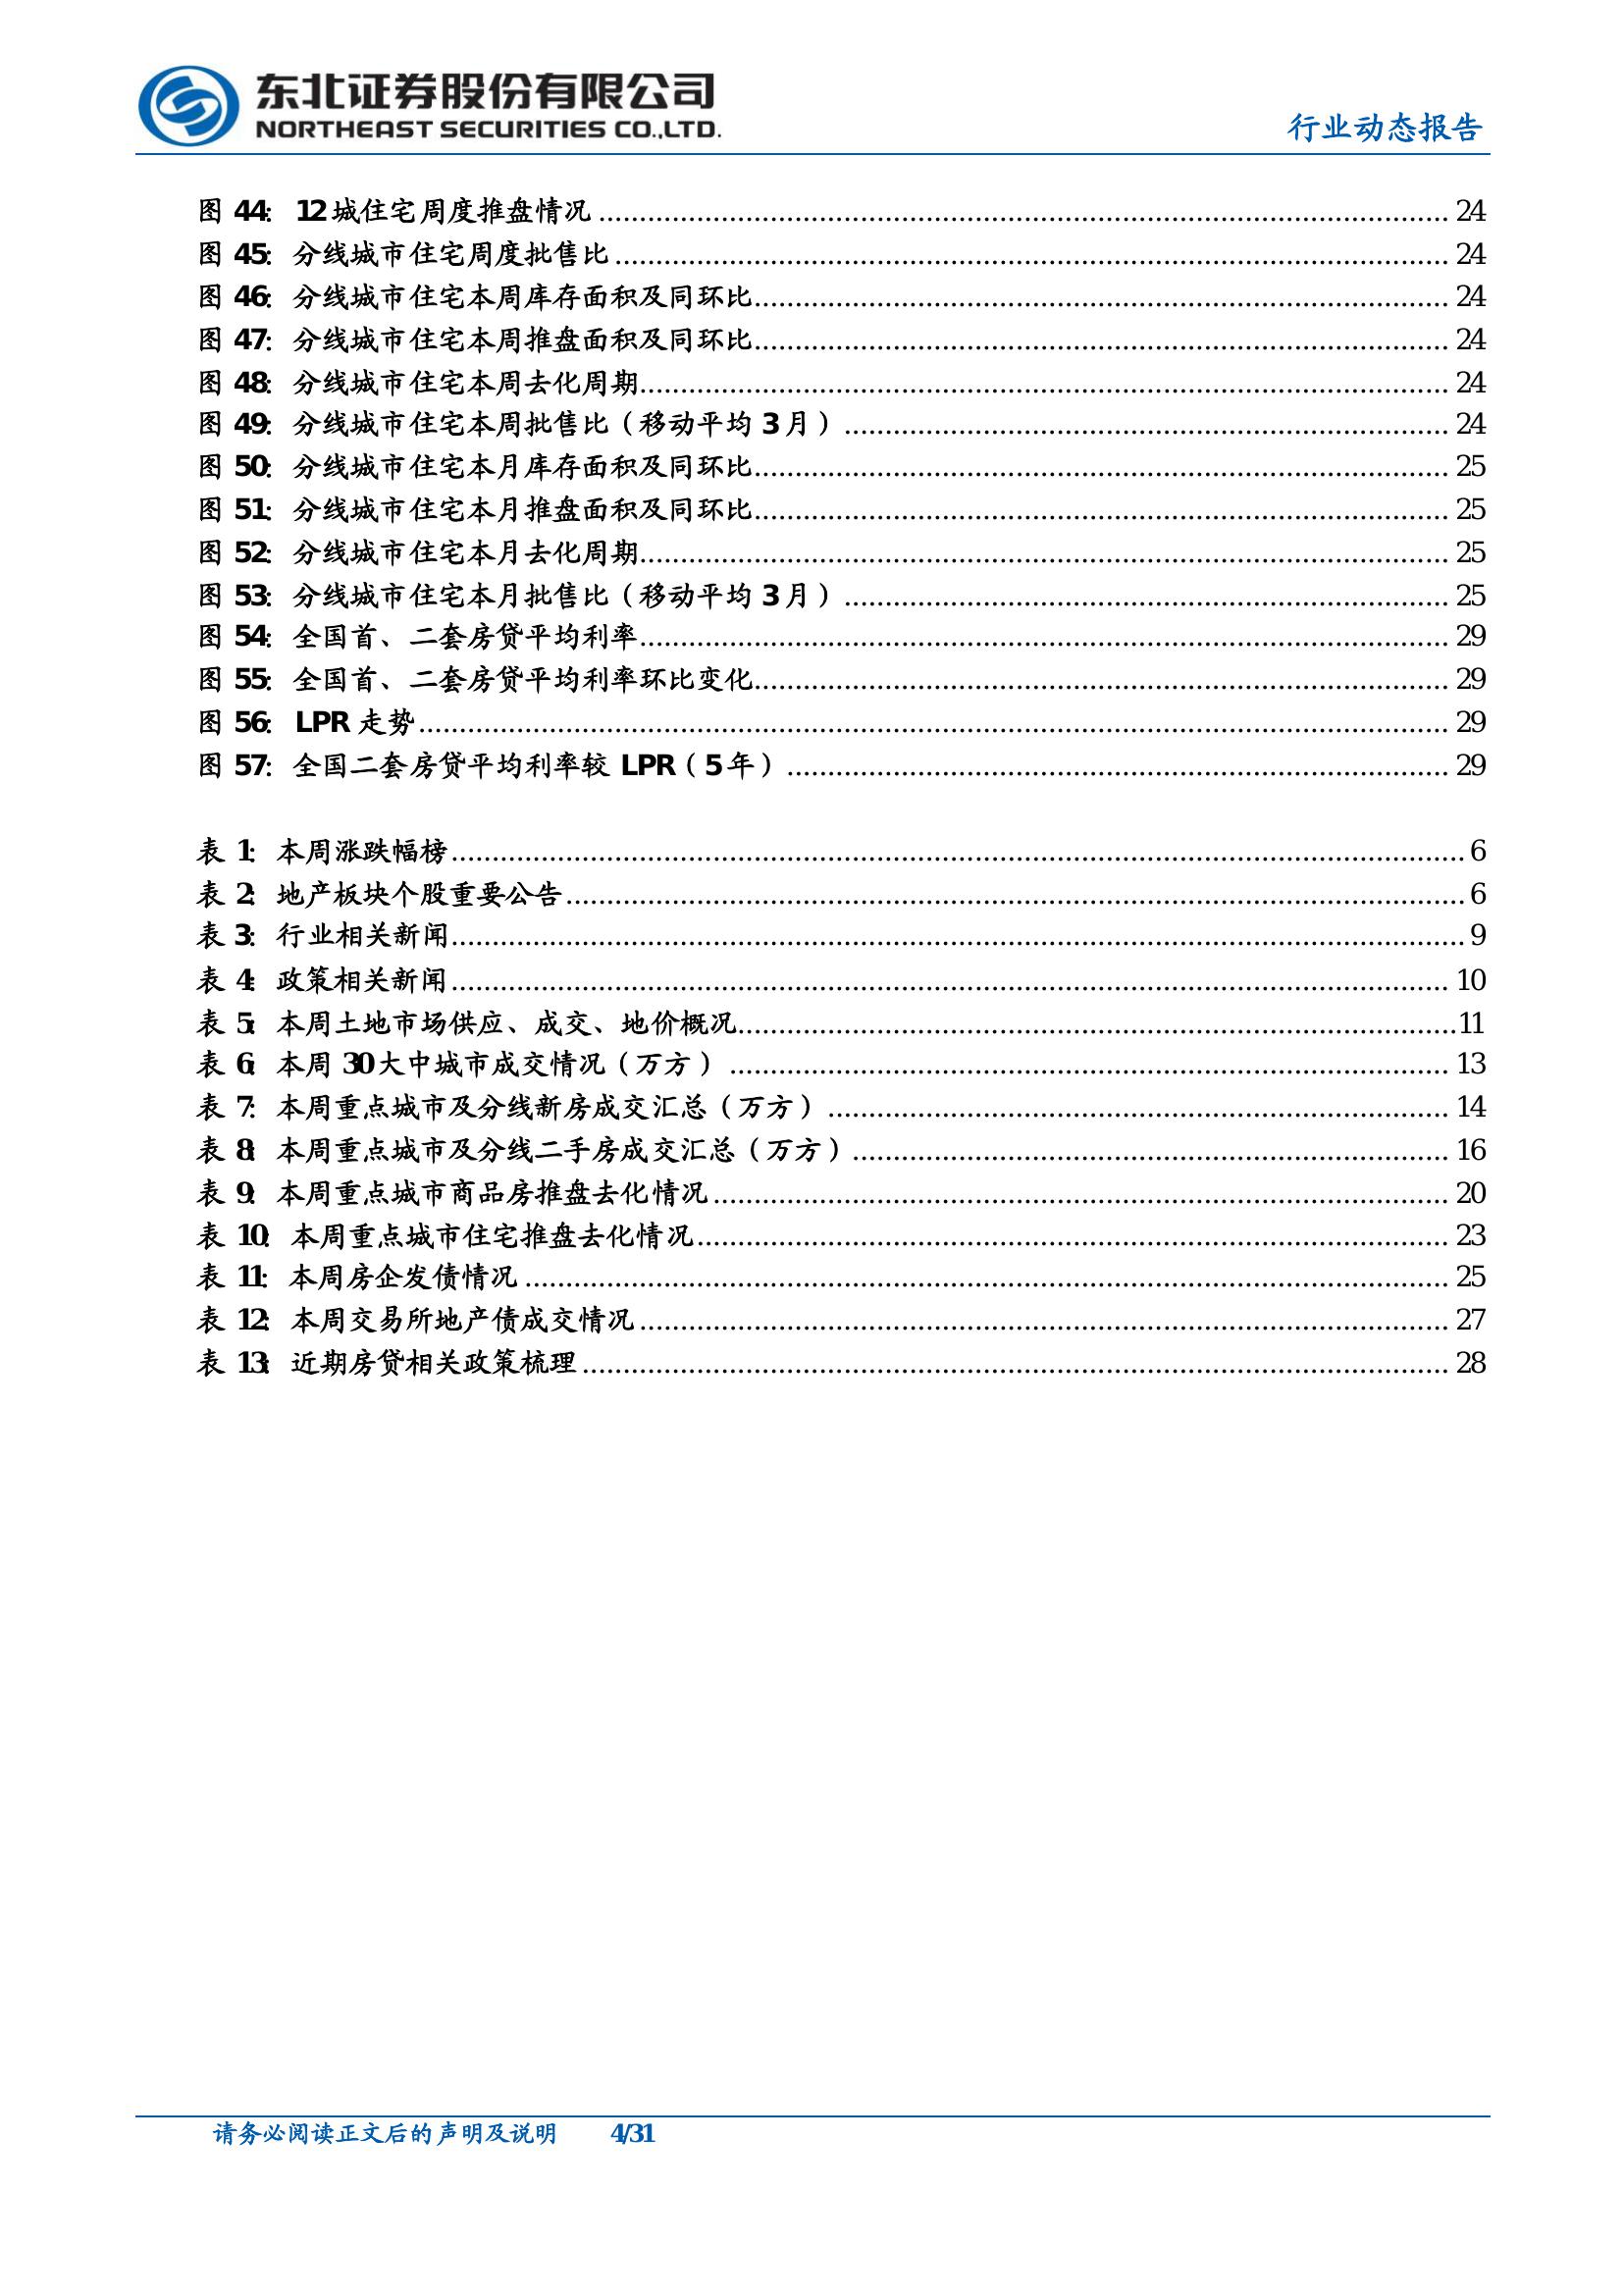 东北证券股份有限公司
NORTHEAST SECURITIES CO.,LTD.
行业动态报告
图 44: 12 城住宅周度推盘情况 24
图 45: 分线城市住宅周度批售比 24
图 46: 分线城市住宅本周库存面积及同环比 24
图 47: 分线城市住宅本周推盘面积及同环比 24
图 48: 分线城市住宅本周去化周期 24
图 49: 分线城市住宅本周批售比（移动平均 3 月） 24
图 50: 分线城市住宅本月库存面积及同环比 25
图 51: 分线城市住宅本月推盘面积及同环比 25
图 52: 分线城市住宅本月去化周期 25
图 53: 分线城市住宅本月批售比（移动平均 3 月） 25
图 54: 全国首、二套房贷平均利率 29
图 55: 全国首、二套房贷平均利率环比变化 29
图 56: LPR 走势 29
图 57: 全国二套房贷平均利率较 LPR（5 年） 29
表 1: 本周涨跌幅榜 6
表 2: 地产板块个股重要公告 6
表 3: 行业相关新闻 9
表 4: 政策相关新闻 10
表 5: 本周土地市场供应、成交、地价概况 11
表 6: 本周 30 大中城市成交情况（万方） 13
表 7: 本周重点城市及分线新房成交汇总（万方） 14
表 8: 本周重点城市及分线二手房成交汇总（万方） 16
表 9: 本周重点城市商品房推盘去化情况 20
表 10: 本周重点城市住宅推盘去化情况 23
表 11: 本周房企发债情况 25
表 12: 本周交易所地产债成交情况 27
表 13: 近期房贷相关政策梳理 28
请务必阅读正文后的声明及说明 4/31